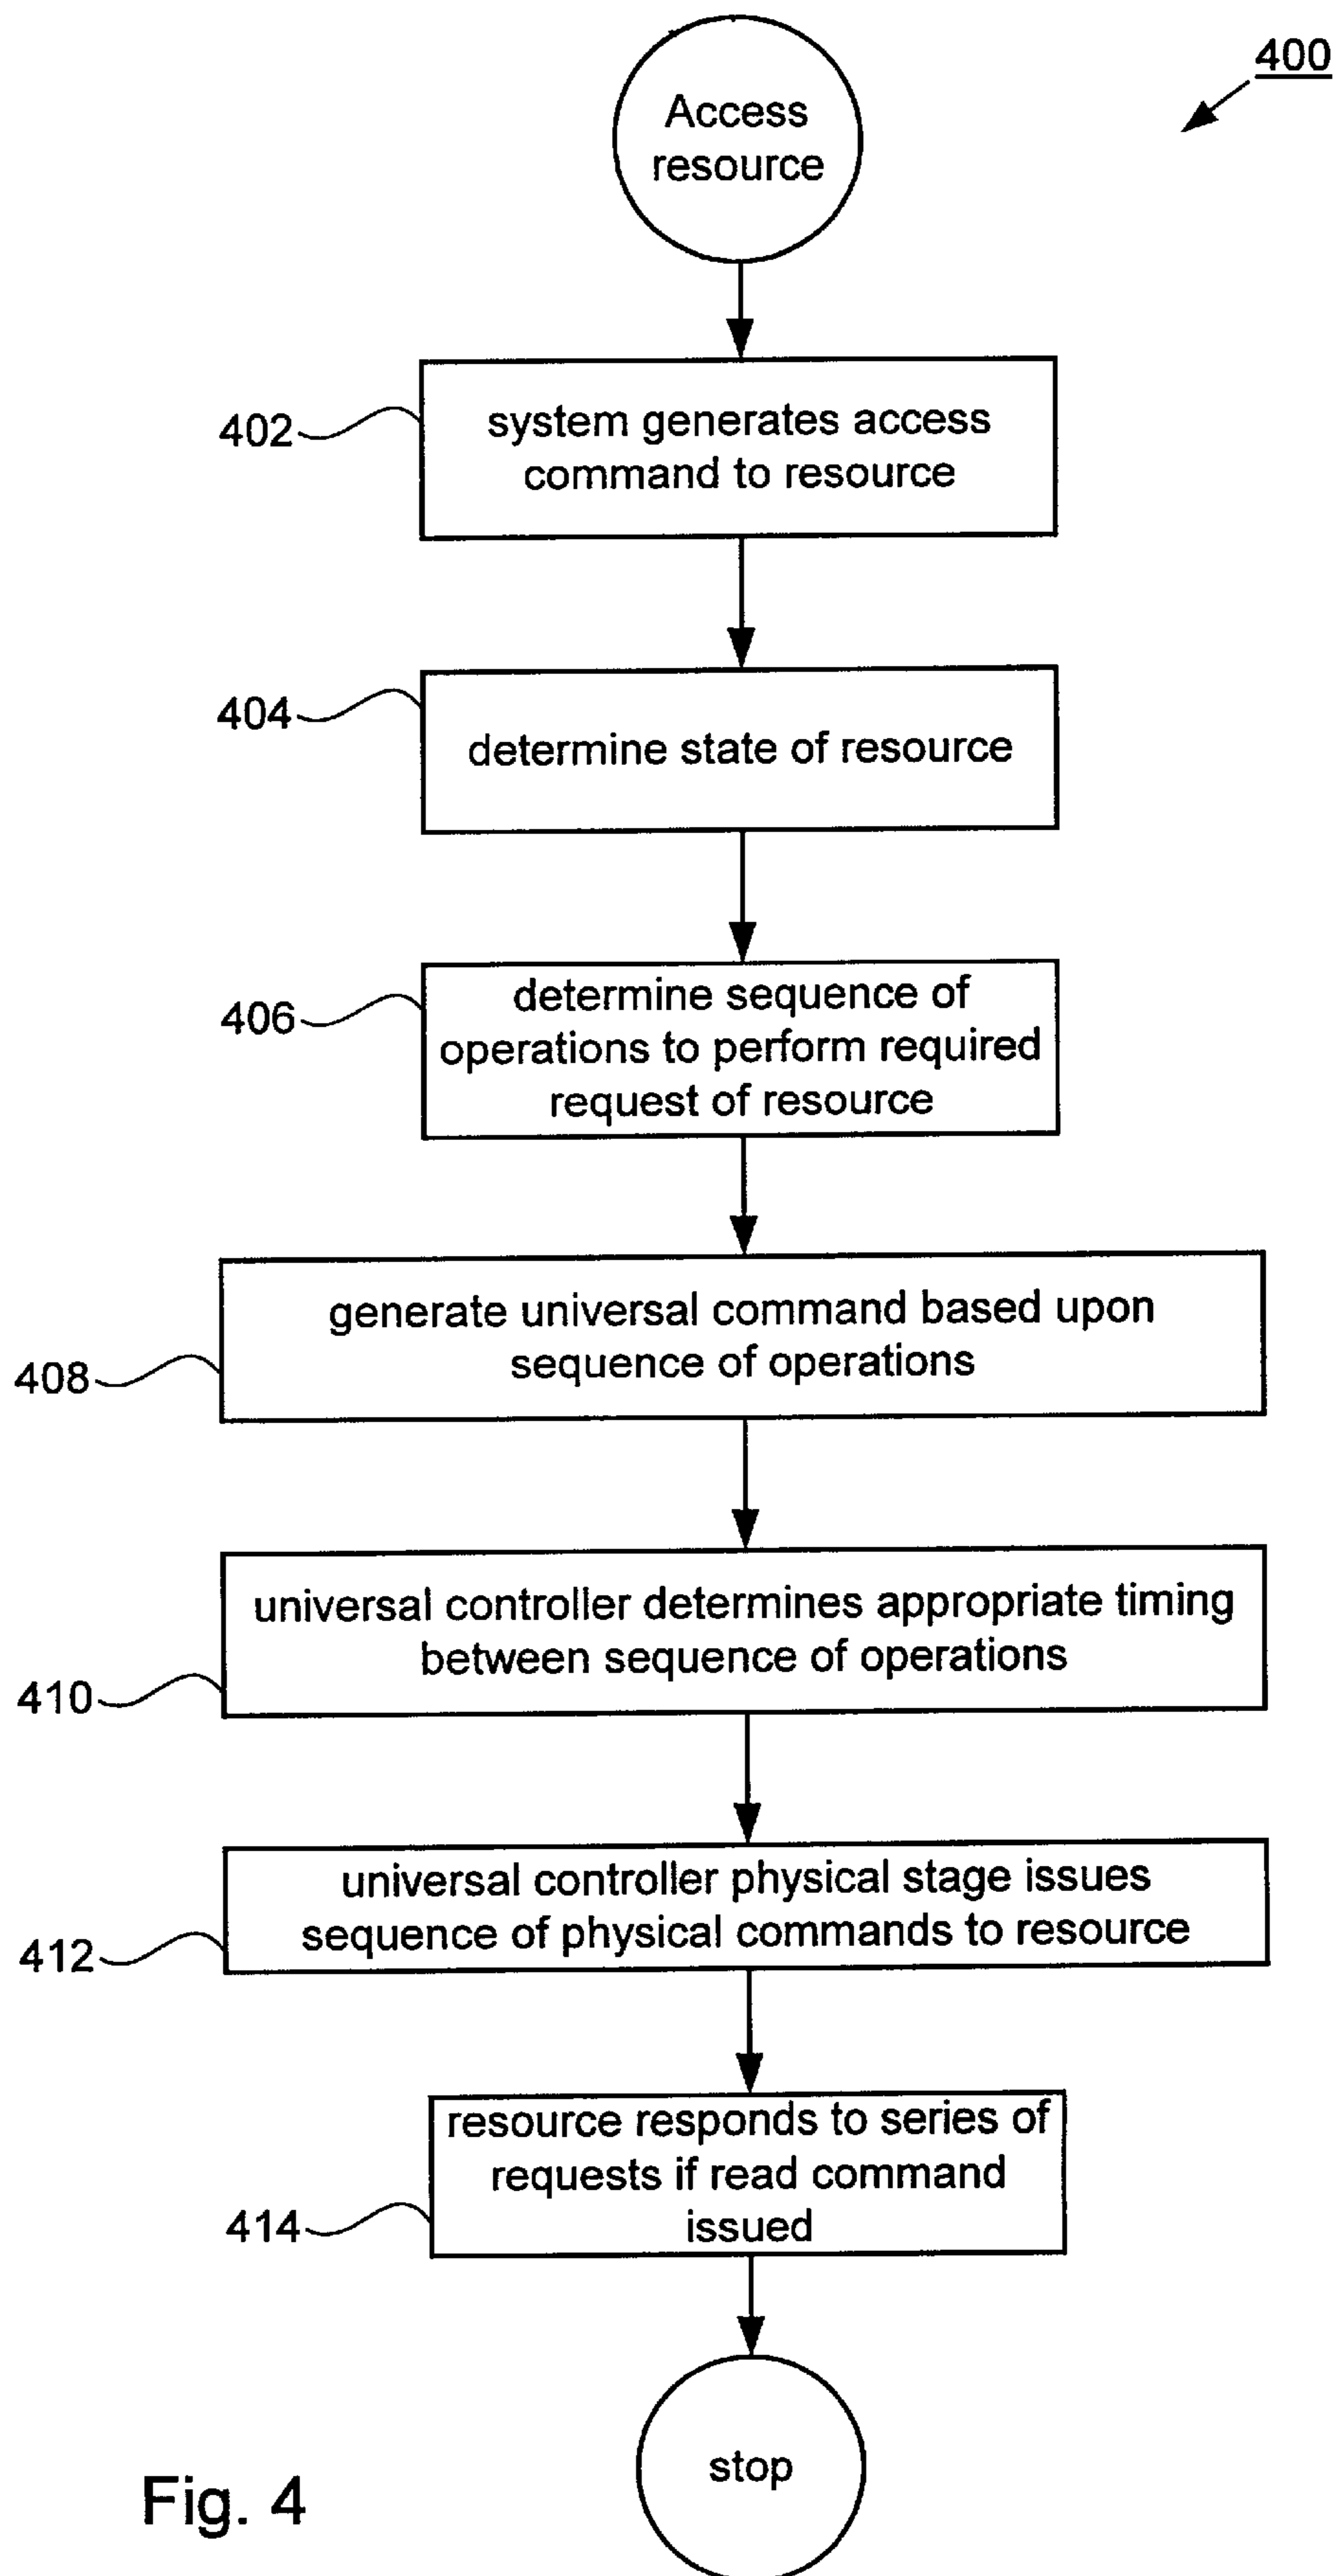 400
Access
resource
402
system generates access
command to resource
404
determine state of resource
406
determine sequence of
operations to perform required
request of resource
408
generate universal command based upon
sequence of operations
410
universal controller determines appropriate timing
between sequence of operations
412
universal controller physical stage issues
sequence of physical commands to resource
414
resource responds to series of
requests if read command
issued
stop
Fig. 4